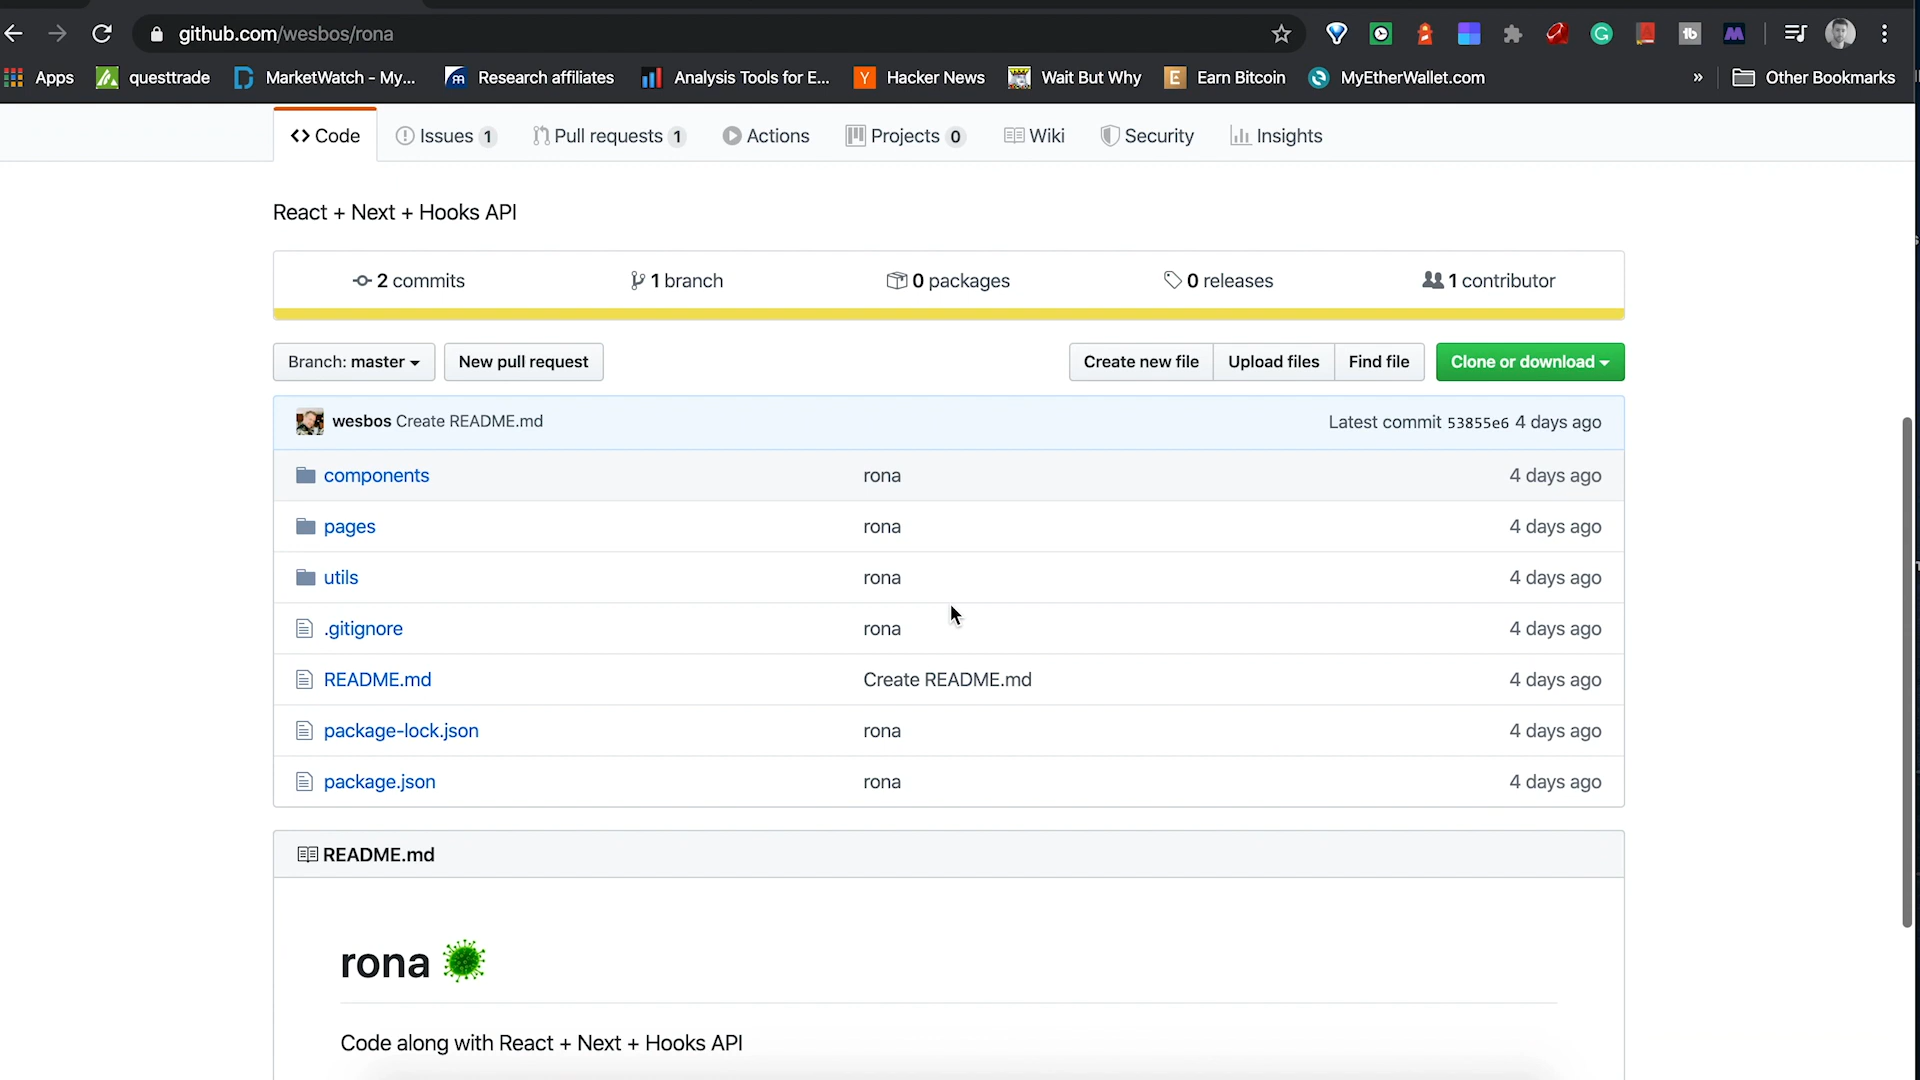 github.com/wesbos/rona
Apps questtrade MarketWatch - My... Research affiliates Analysis Tools for E... Hacker News Wait But Why Earn Bitcoin MyEtherWallet.com » Other Bookmarks
Code Issues 1 Pull requests 1 Actions Projects 0 Wiki Security Insights
React + Next + Hooks API
2 commits 1 branch 0 packages 0 releases 1 contributor
Branch: master New pull request Create new file Upload files Find file Clone or download
wesbos Create README.md Latest commit 53855e6 4 days ago
components rona 4 days ago
pages rona 4 days ago
utils rona 4 days ago
.gitignore rona 4 days ago
README.md Create README.md 4 days ago
package-lock.json rona 4 days ago
package.json rona 4 days ago
README.md
rona
Code along with React + Next + Hooks API